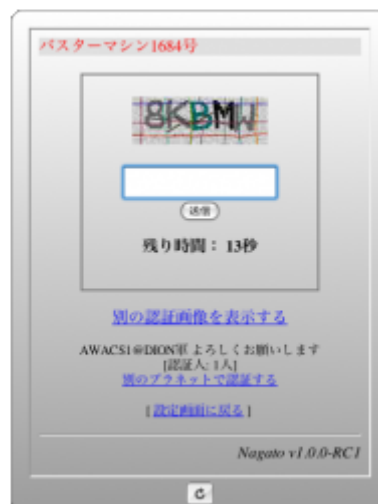 バスターマシン1684号
8KBMW
送信
残り時間： 13秒
別の認証画像を表示する
AWACS1@DION軍 よろしくお願いします
[認証人: 1人]
別のプラネットで認証する
[ 設定画面に戻る ]
Nagato v1.0.0-RC1